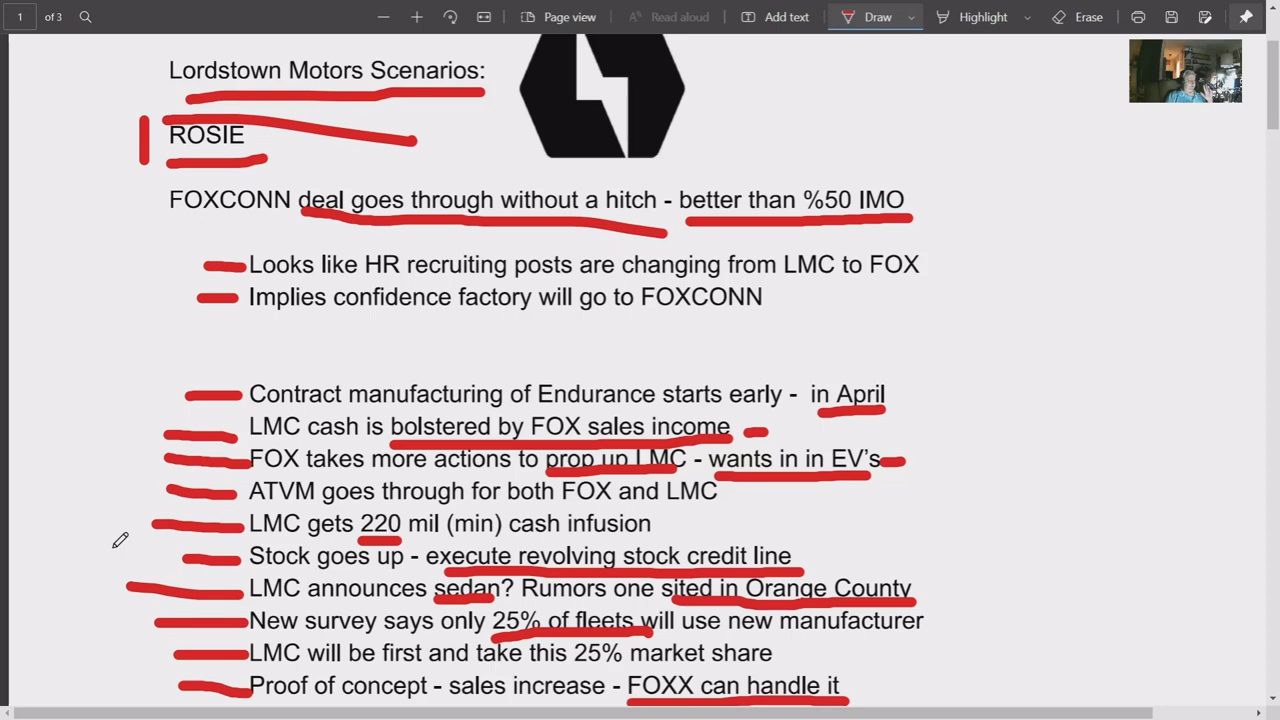 1 of 3 Page view Read aloud Add text Draw Highlight Erase
Lordstown Motors Scenarios:
ROSIE
FOXCONN deal goes through without a hitch - better than %50 IMO
Looks like HR recruiting posts are changing from LMC to FOX
Implies confidence factory will go to FOXCONN
Contract manufacturing of Endurance starts early - in April
LMC cash is bolstered by FOX sales income
FOX takes more actions to prop up LMC - wants in in EV's
ATVM goes through for both FOX and LMC
LMC gets 220 mil (min) cash infusion
Stock goes up - execute revolving stock credit line
LMC announces sedan? Rumors one sited in Orange County
New survey says only 25% of fleets will use new manufacturer
LMC will be first and take this 25% market share
Proof of concept - sales increase - FOXX can handle it